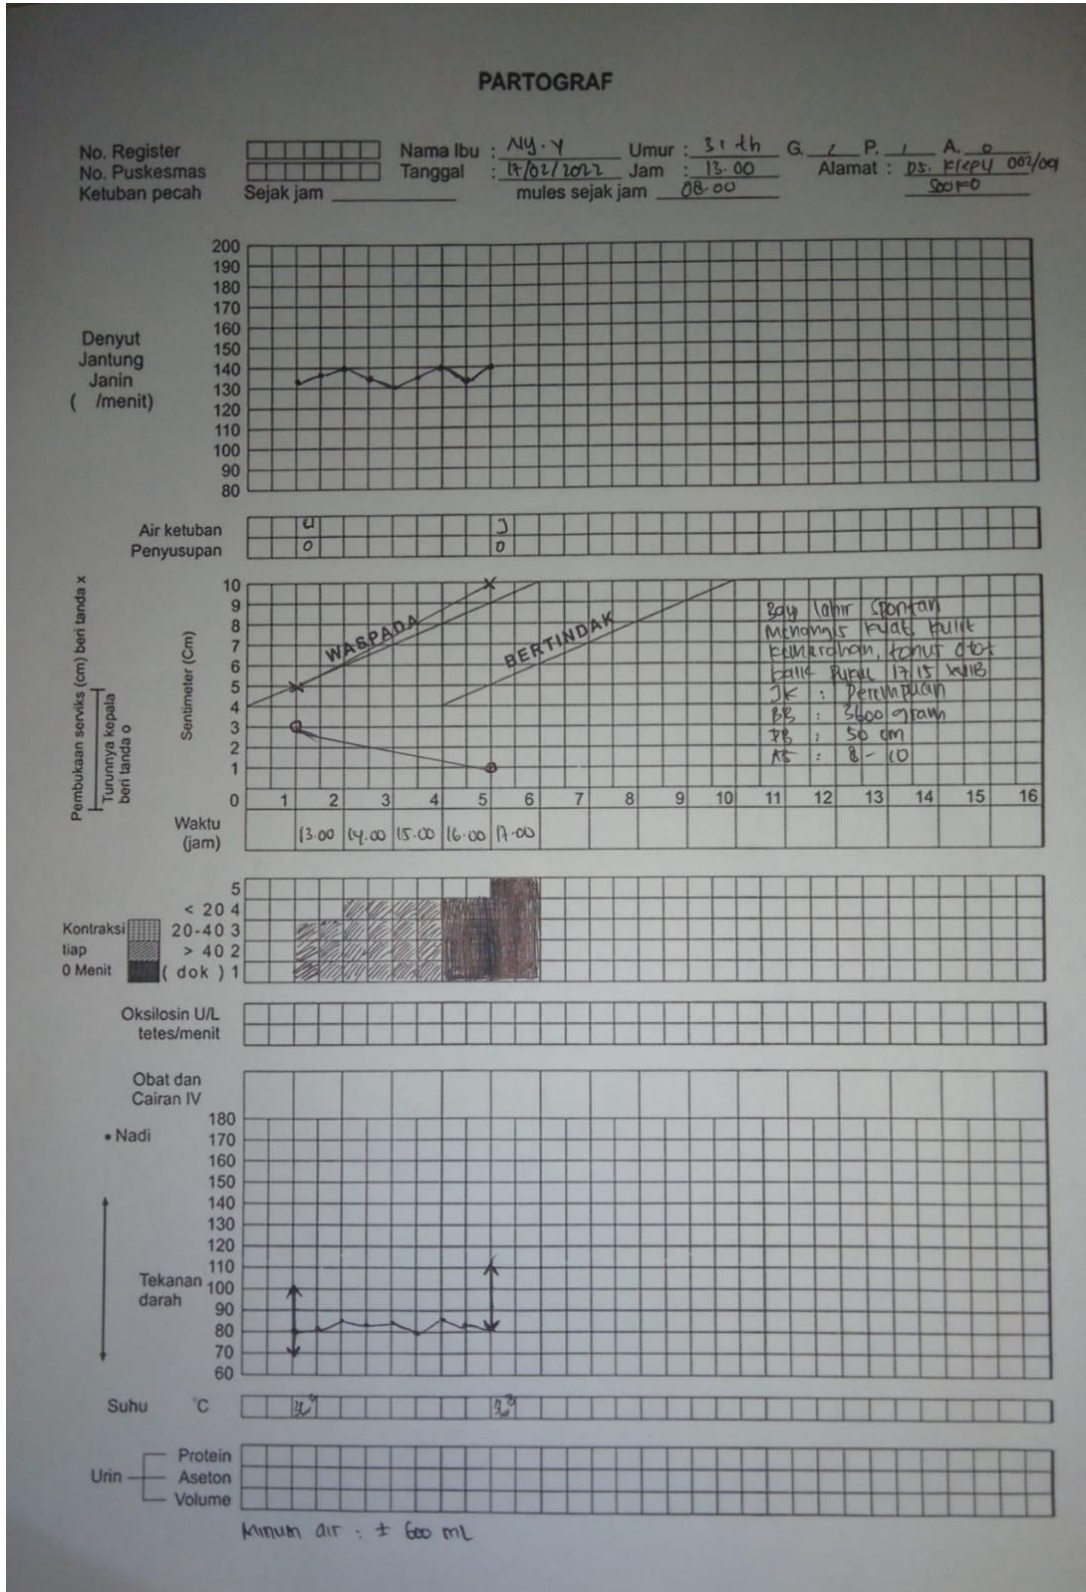 PARTOGRAF
No. Register Nama Ibu : Ny. Y Umur : 31 th G. 2 P. 1 A. 0
No. Puskesmas Tanggal : 17/02/2022 Jam : 13.00 Alamat : Ds. Klepu 002/001
Ketuban pecah Sejak jam mules sejak jam 08.00 Sooko
200
190
180
170
160
150
140
130
120
110
100
90
80
Denyut
Jantung
Janin
( /menit)
Air ketuban U J
Penyusupan 0 0
Pembukaan serviks (cm) beri tanda x
Turunnya kepala
beri tanda o
Sentimeter (Cm)
10
9
8
7
6
5
4
3
2
1
0
WASPADA
BERTINDAK
Bayi lahir spontan
Menangis kuat, kulit
kemerahan, tonus otot
baik pukul 17.15 WIB
JK : Perempuan
BB : 3600 gram
PB : 50 cm
AS : 8 - 10
1 2 3 4 5 6 7 8 9 10 11 12 13 14 15 16
Waktu
(jam)
13.00 14.00 15.00 16.00 17.00
5
< 20 4
Kontraksi 20-40 3
tiap > 40 2
0 Menit ( dok ) 1
Oksilosin U/L
tetes/menit
Obat dan
Cairan IV
• Nadi
Tekanan
darah
180
170
160
150
140
130
120
110
100
90
80
70
60
Suhu °C
Urin
Protein
Aseton
Volume
Minum air : ± 600 mL